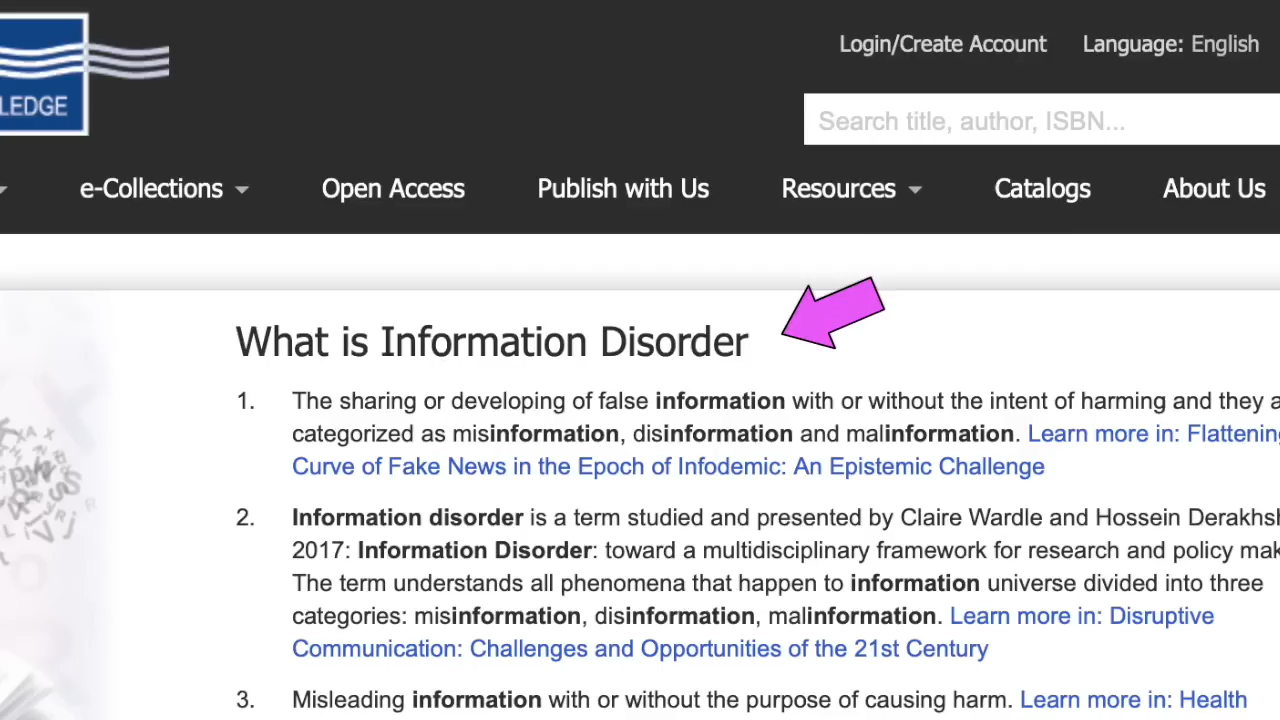 Login/Create Account Language: English
LEDGE
Search title, author, ISBN...
e-Collections Open Access Publish with Us Resources Catalogs About Us
What is Information Disorder
1. The sharing or developing of false information with or without the intent of harming and they a
categorized as misinformation, disinformation and malinformation. Learn more in: Flattening
Curve of Fake News in the Epoch of Infodemic: An Epistemic Challenge
2. Information disorder is a term studied and presented by Claire Wardle and Hossein Derakhsh
2017: Information Disorder: toward a multidisciplinary framework for research and policy mak
The term understands all phenomena that happen to information universe divided into three
categories: misinformation, disinformation, malinformation. Learn more in: Disruptive
Communication: Challenges and Opportunities of the 21st Century
3. Misleading information with or without the purpose of causing harm. Learn more in: Health